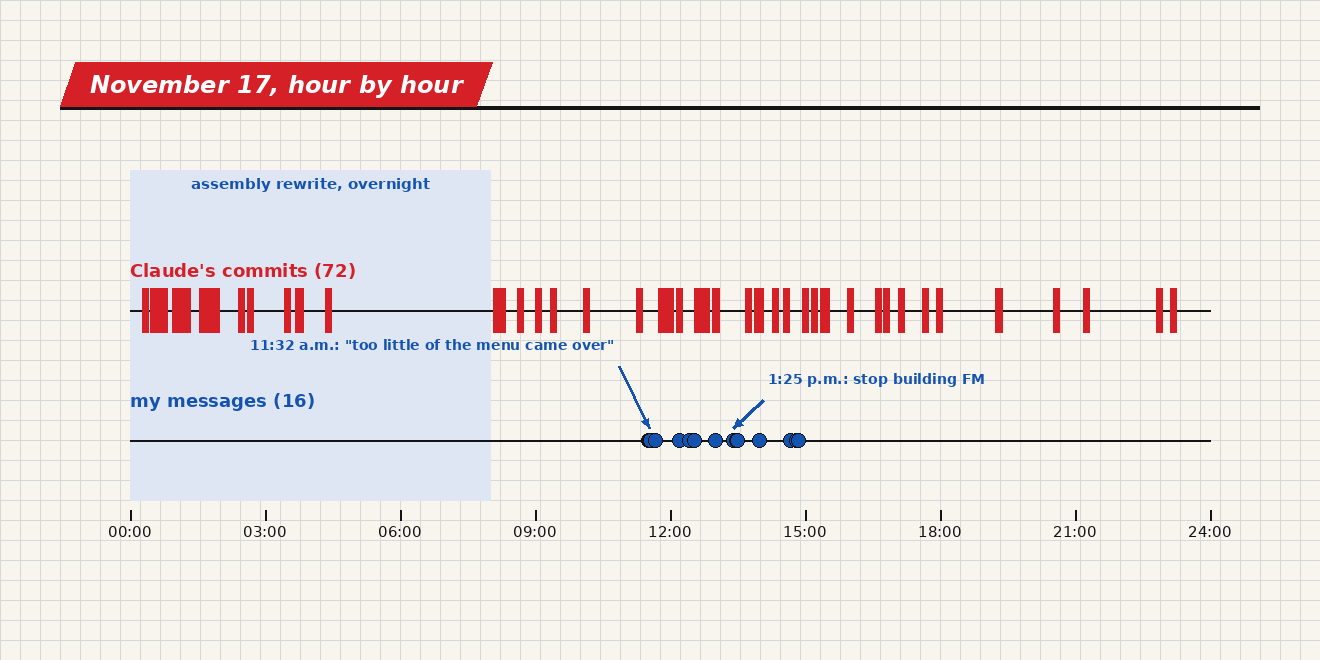 November 17, hour by hour
assembly rewrite, overnight
Claude's commits (72)
11:32 a.m.: "too little of the menu came over"
1:25 p.m.: stop building FM
my messages (16)
00:00 03:00 06:00 09:00 12:00 15:00 18:00 21:00 24:00